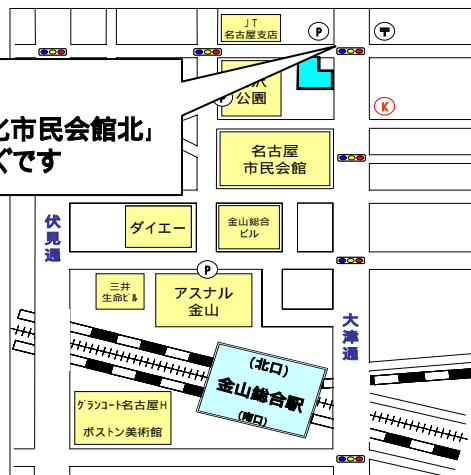 JT
名古屋支店
P
〒
公園
P
K
市民会館北」
ぐです
名古屋
市民会館
伏見通
ダイエー
金山総合
ビル
P
三井
生命ビル
アスナル
金山
大津通
(北口)
金山総合駅
(南口)
グランコート名古屋H
ボストン美術館